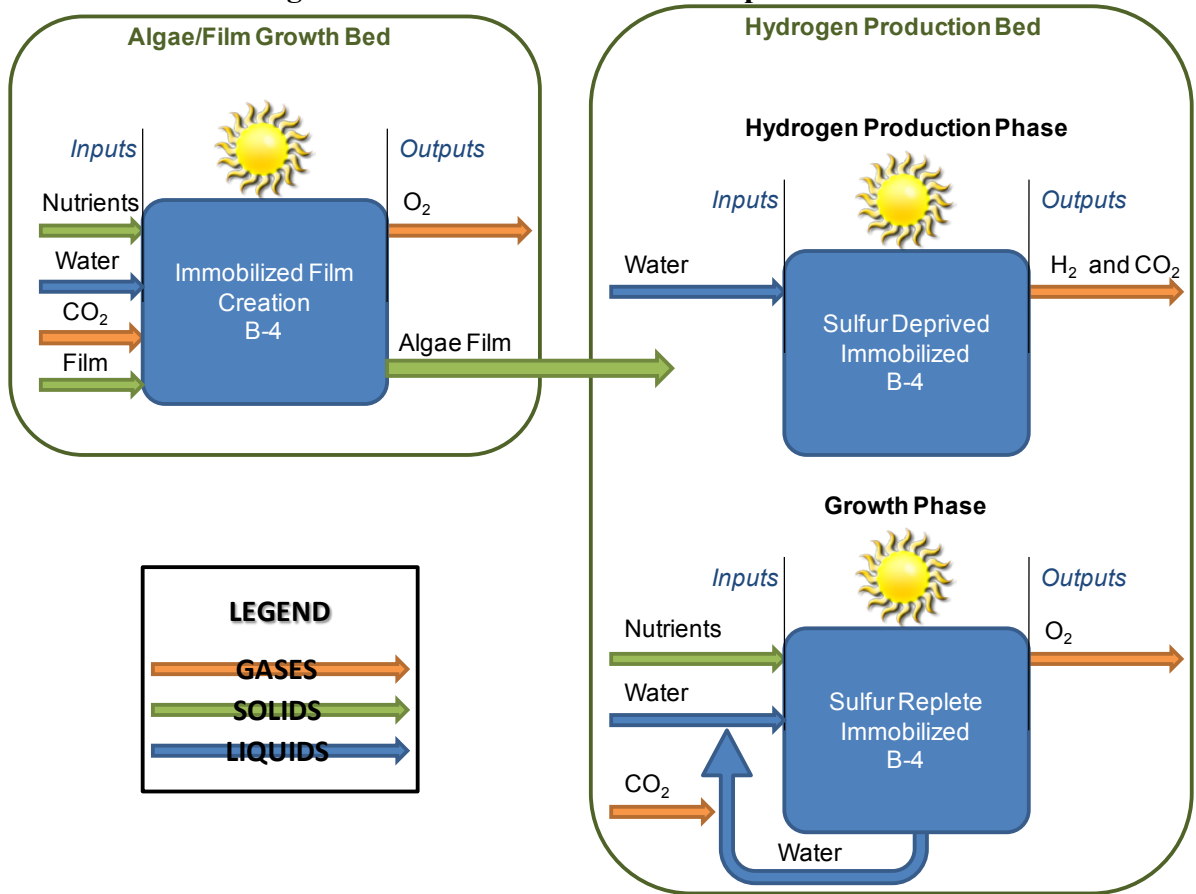 Algae/Film Growth Bed
Inputs
Outputs
Nutrients
Water
CO₂
Film
Immobilized Film
Creation
B-4
O₂
Algae Film
LEGEND
GASES
SOLIDS
LIQUIDS
Hydrogen Production Bed
Hydrogen Production Phase
Inputs
Outputs
Water
Sulfur Deprived
Immobilized
B-4
H₂ and CO₂
Growth Phase
Inputs
Outputs
Nutrients
Water
CO₂
Sulfur Replete
Immobilized
B-4
O₂
Water